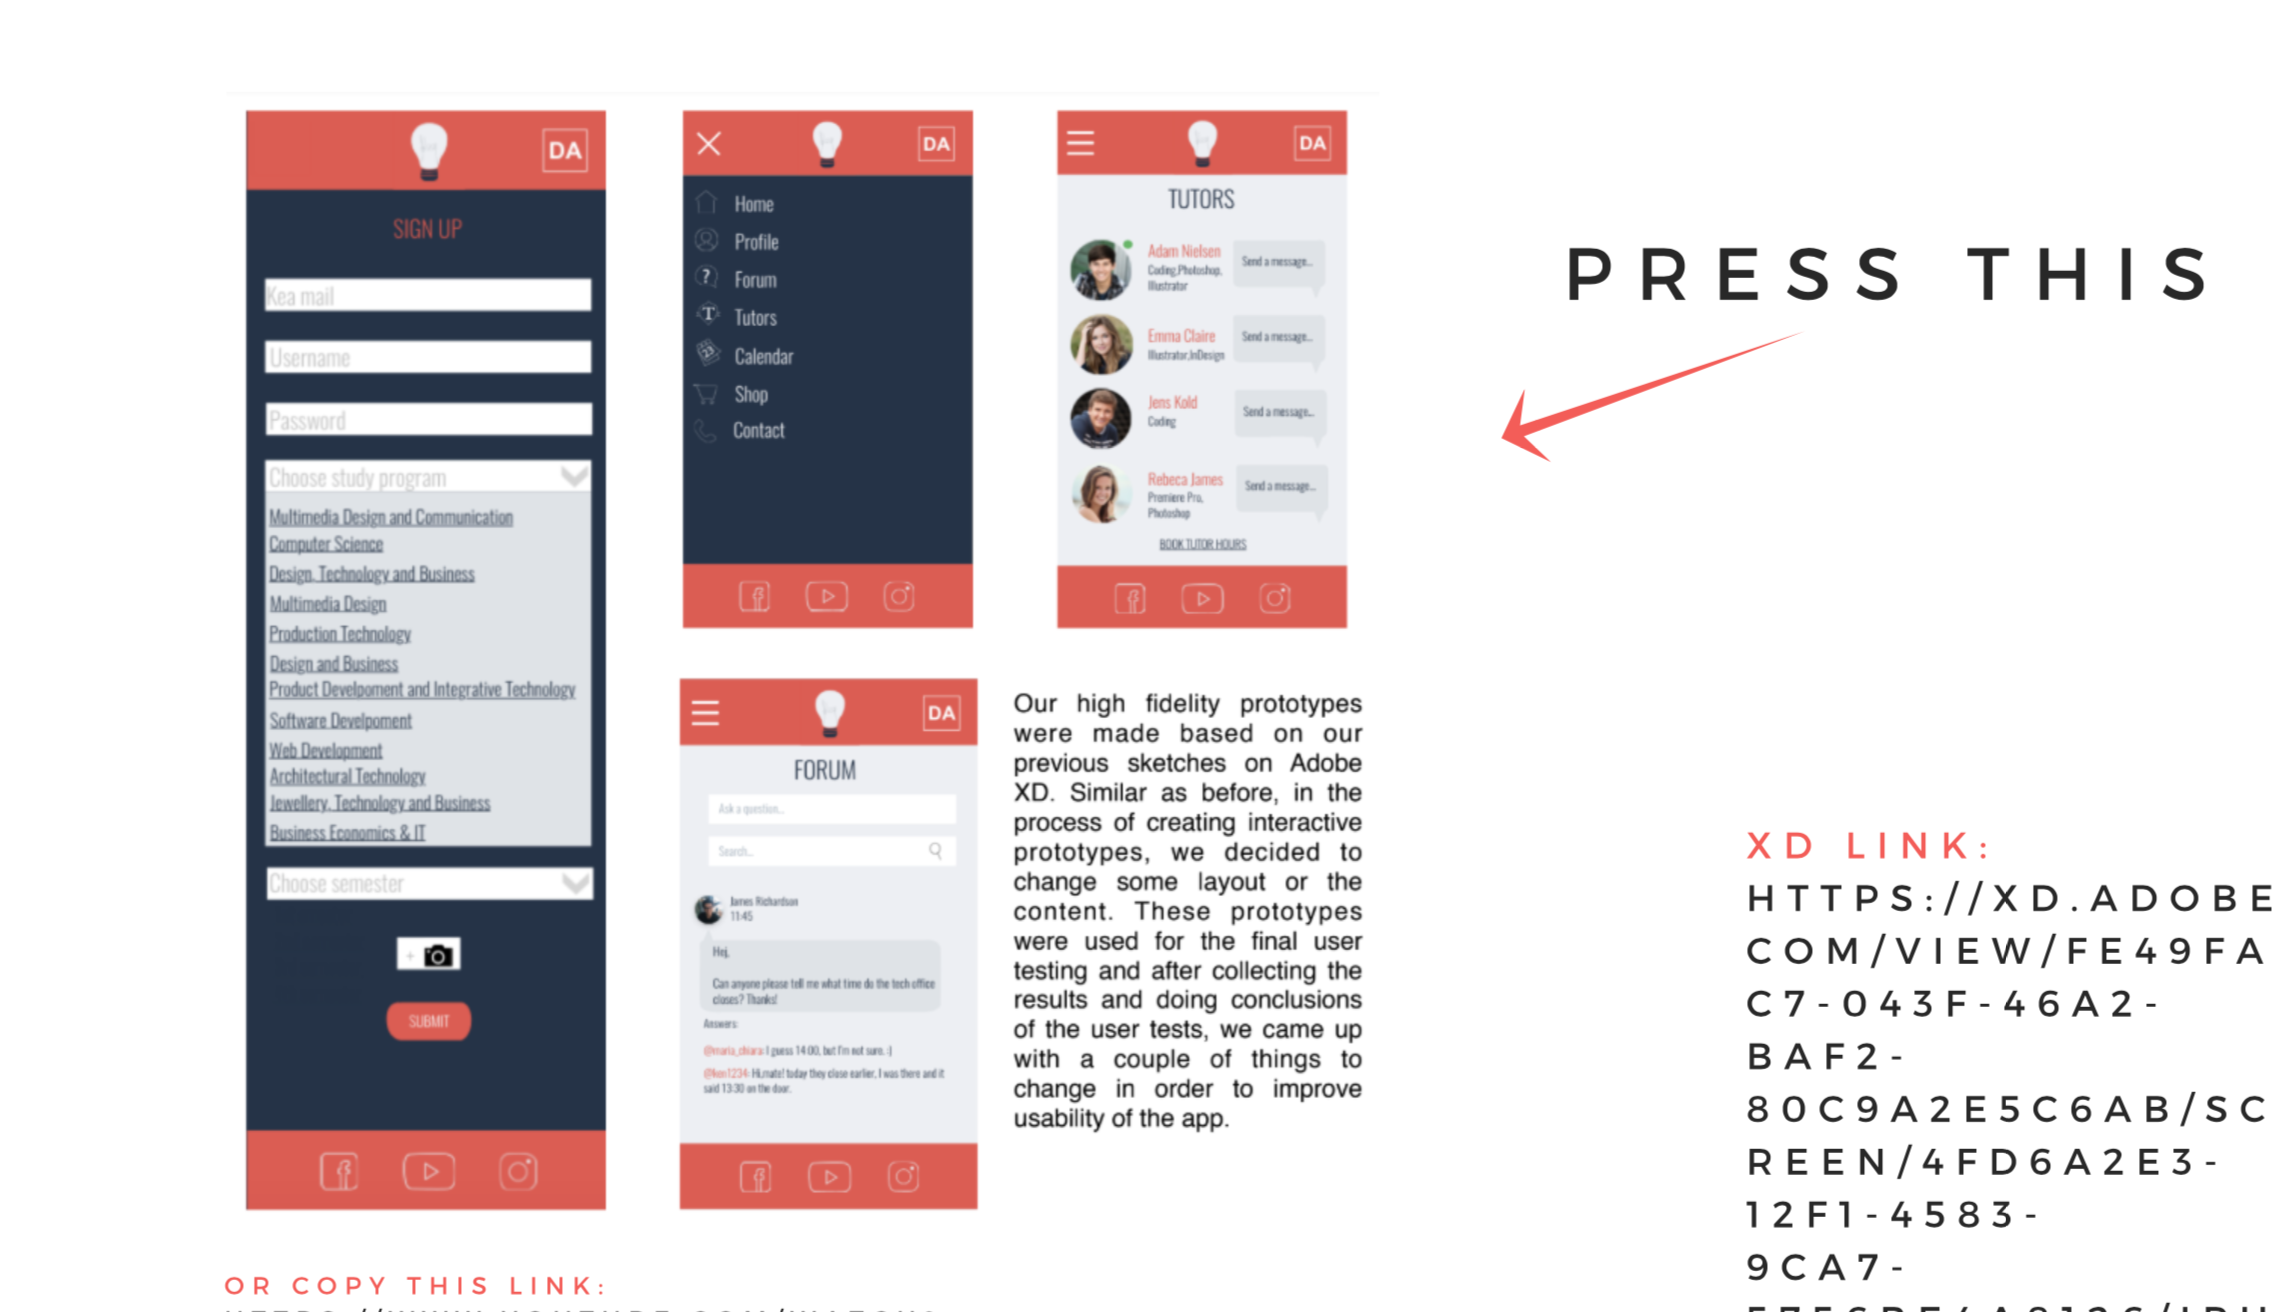 DA
SIGN UP
Kea mail
Username
Password
Choose study program
Multimedia Design and Communication
Computer Science
Design, Technology and Business
Multimedia Design
Production Technology
Design and Business
Product Develpoment and Integrative Technology
Software Develpoment
Web Development
Architectural Technology
Jewellery, Technology and Business
Business Economics & IT
Choose semester
+
SUBMIT
DA
Home
Profile
? Forum
T Tutors
23 Calendar
Shop
Contact
DA
TUTORS
Adam Nielsen
Coding,Photoshop,
Illustrator
Send a message...
Emma Claire
Illustrator,InDesign
Send a message...
Jens Kold
Coding
Send a message...
Rebeca James
Premiere Pro,
Photoshop
Send a message...
BOOK TUTOR HOURS
DA
FORUM
Ask a question...
Search...
James Richardson
11:45
Hej,
Can anyone please tell me what time do the tech office
closes? Thanks!
Answers:
@maria_chiara: I guess 14:00, but I'm not sure. :)
@ken1234: Hi,mate! today they close earlier, I was there and it
said 13:30 on the door.
Our high fidelity prototypes
were made based on our
previous sketches on Adobe
XD. Similar as before, in the
process of creating interactive
prototypes, we decided to
change some layout or the
content. These prototypes
were used for the final user
testing and after collecting the
results and doing conclusions
of the user tests, we came up
with a couple of things to
change in order to improve
usability of the app.
PRESS THIS
XD LINK:
HTTPS://XD.ADOBE
COM/VIEW/FE49FA
C7-043F-46A2-
BAF2-
80C9A2E5C6AB/SC
REEN/4FD6A2E3-
12F1-4583-
9CA7-
OR COPY THIS LINK: